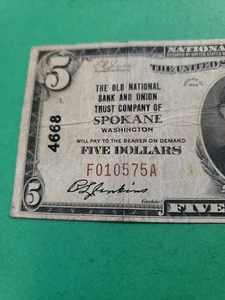 NATIONAL
THE UNITED S
5
THE OLD NATIONAL
BANK AND UNION
TRUST COMPANY OF
SPOKANE
WASHINGTON
4668
WILL PAY TO THE BEARER ON DEMAND
FIVE DOLLARS
F010575A
5
Cashier
FIVE